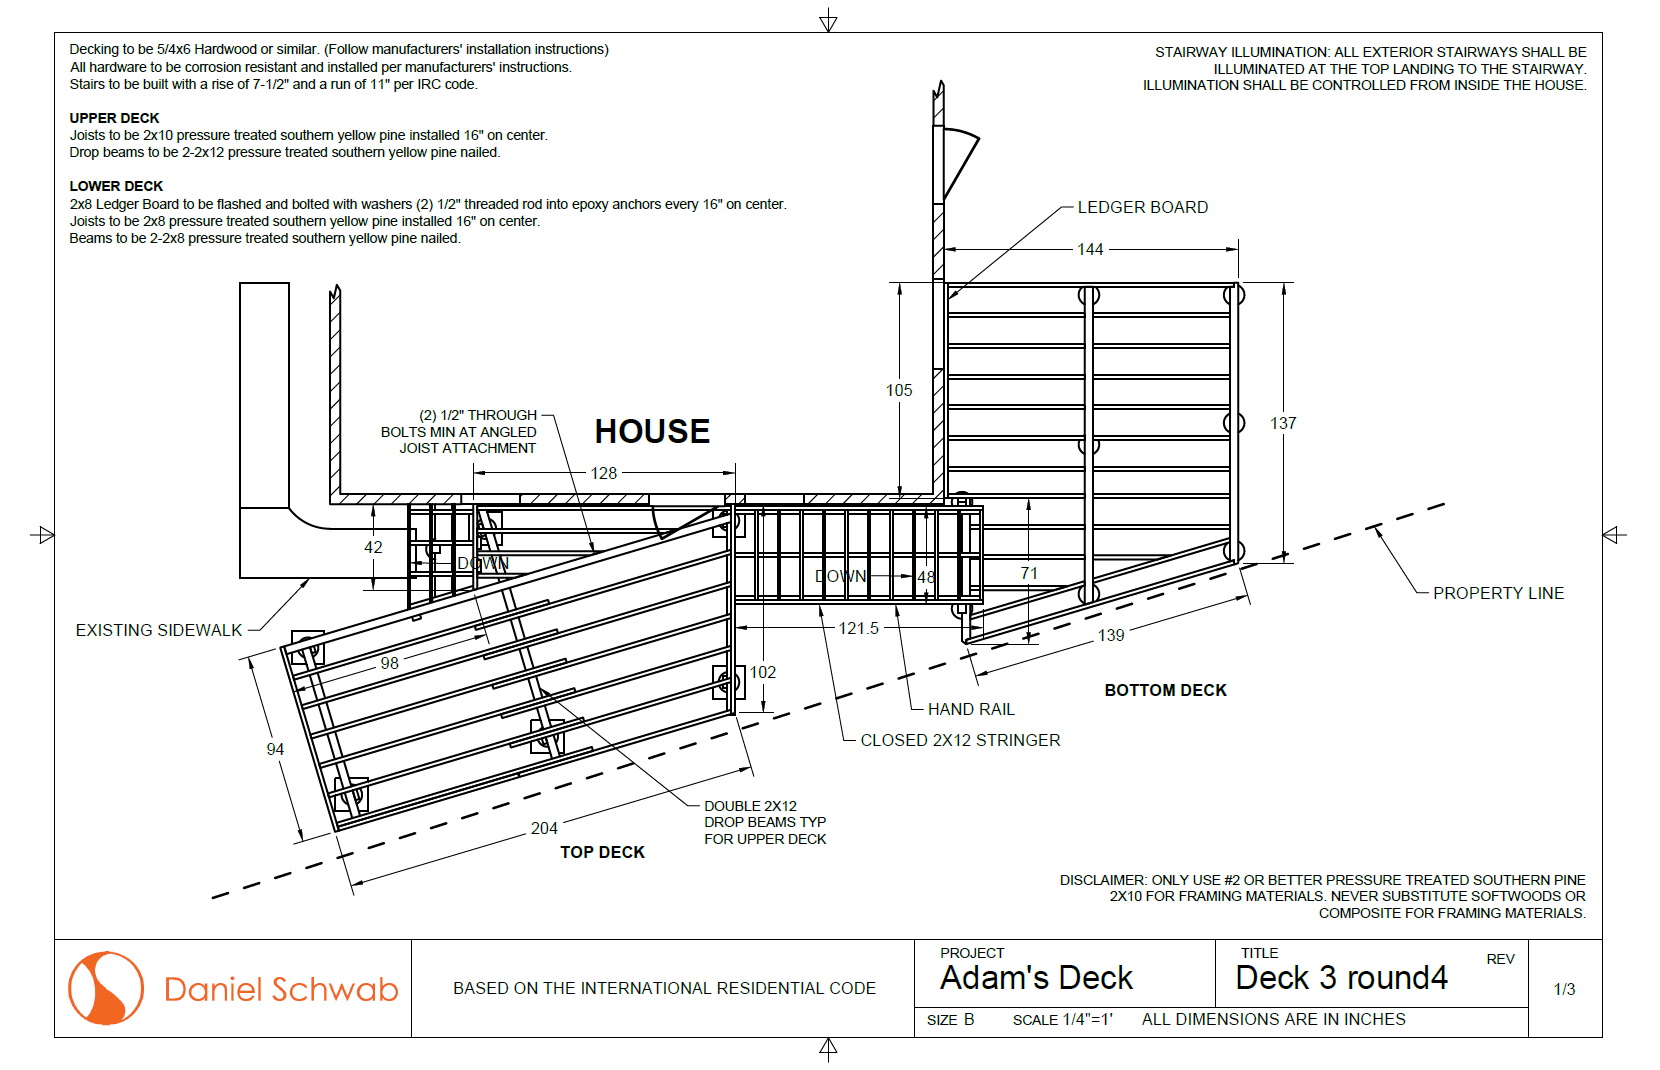 Decking to be 5/4x6 Hardwood or similar. (Follow manufacturers' installation instructions)
All hardware to be corrosion resistant and installed per manufacturers' instructions.
Stairs to be built with a rise of 7-1/2" and a run of 11" per IRC code.
UPPER DECK
Joists to be 2x10 pressure treated southern yellow pine installed 16" on center.
Drop beams to be 2-2x12 pressure treated southern yellow pine nailed.
LOWER DECK
2x8 Ledger Board to be flashed and bolted with washers (2) 1/2" threaded rod into epoxy anchors every 16" on center.
Joists to be 2x8 pressure treated southern yellow pine installed 16" on center.
Beams to be 2-2x8 pressure treated southern yellow pine nailed.
STAIRWAY ILLUMINATION: ALL EXTERIOR STAIRWAYS SHALL BE
ILLUMINATED AT THE TOP LANDING TO THE STAIRWAY.
ILLUMINATION SHALL BE CONTROLLED FROM INSIDE THE HOUSE.
LEDGER BOARD
144
105
137
(2) 1/2" THROUGH
BOLTS MIN AT ANGLED
JOIST ATTACHMENT
HOUSE
128
42
DOWN
DOWN
48
71
PROPERTY LINE
EXISTING SIDEWALK
121.5
139
98
102
BOTTOM DECK
HAND RAIL
CLOSED 2X12 STRINGER
94
DOUBLE 2X12
DROP BEAMS TYP
FOR UPPER DECK
204
TOP DECK
DISCLAIMER: ONLY USE #2 OR BETTER PRESSURE TREATED SOUTHERN PINE
2X10 FOR FRAMING MATERIALS. NEVER SUBSTITUTE SOFTWOODS OR
COMPOSITE FOR FRAMING MATERIALS.
Daniel Schwab
BASED ON THE INTERNATIONAL RESIDENTIAL CODE
PROJECT
Adam's Deck
TITLE
Deck 3 round4
REV
1/3
SIZE B
SCALE 1/4"=1'
ALL DIMENSIONS ARE IN INCHES